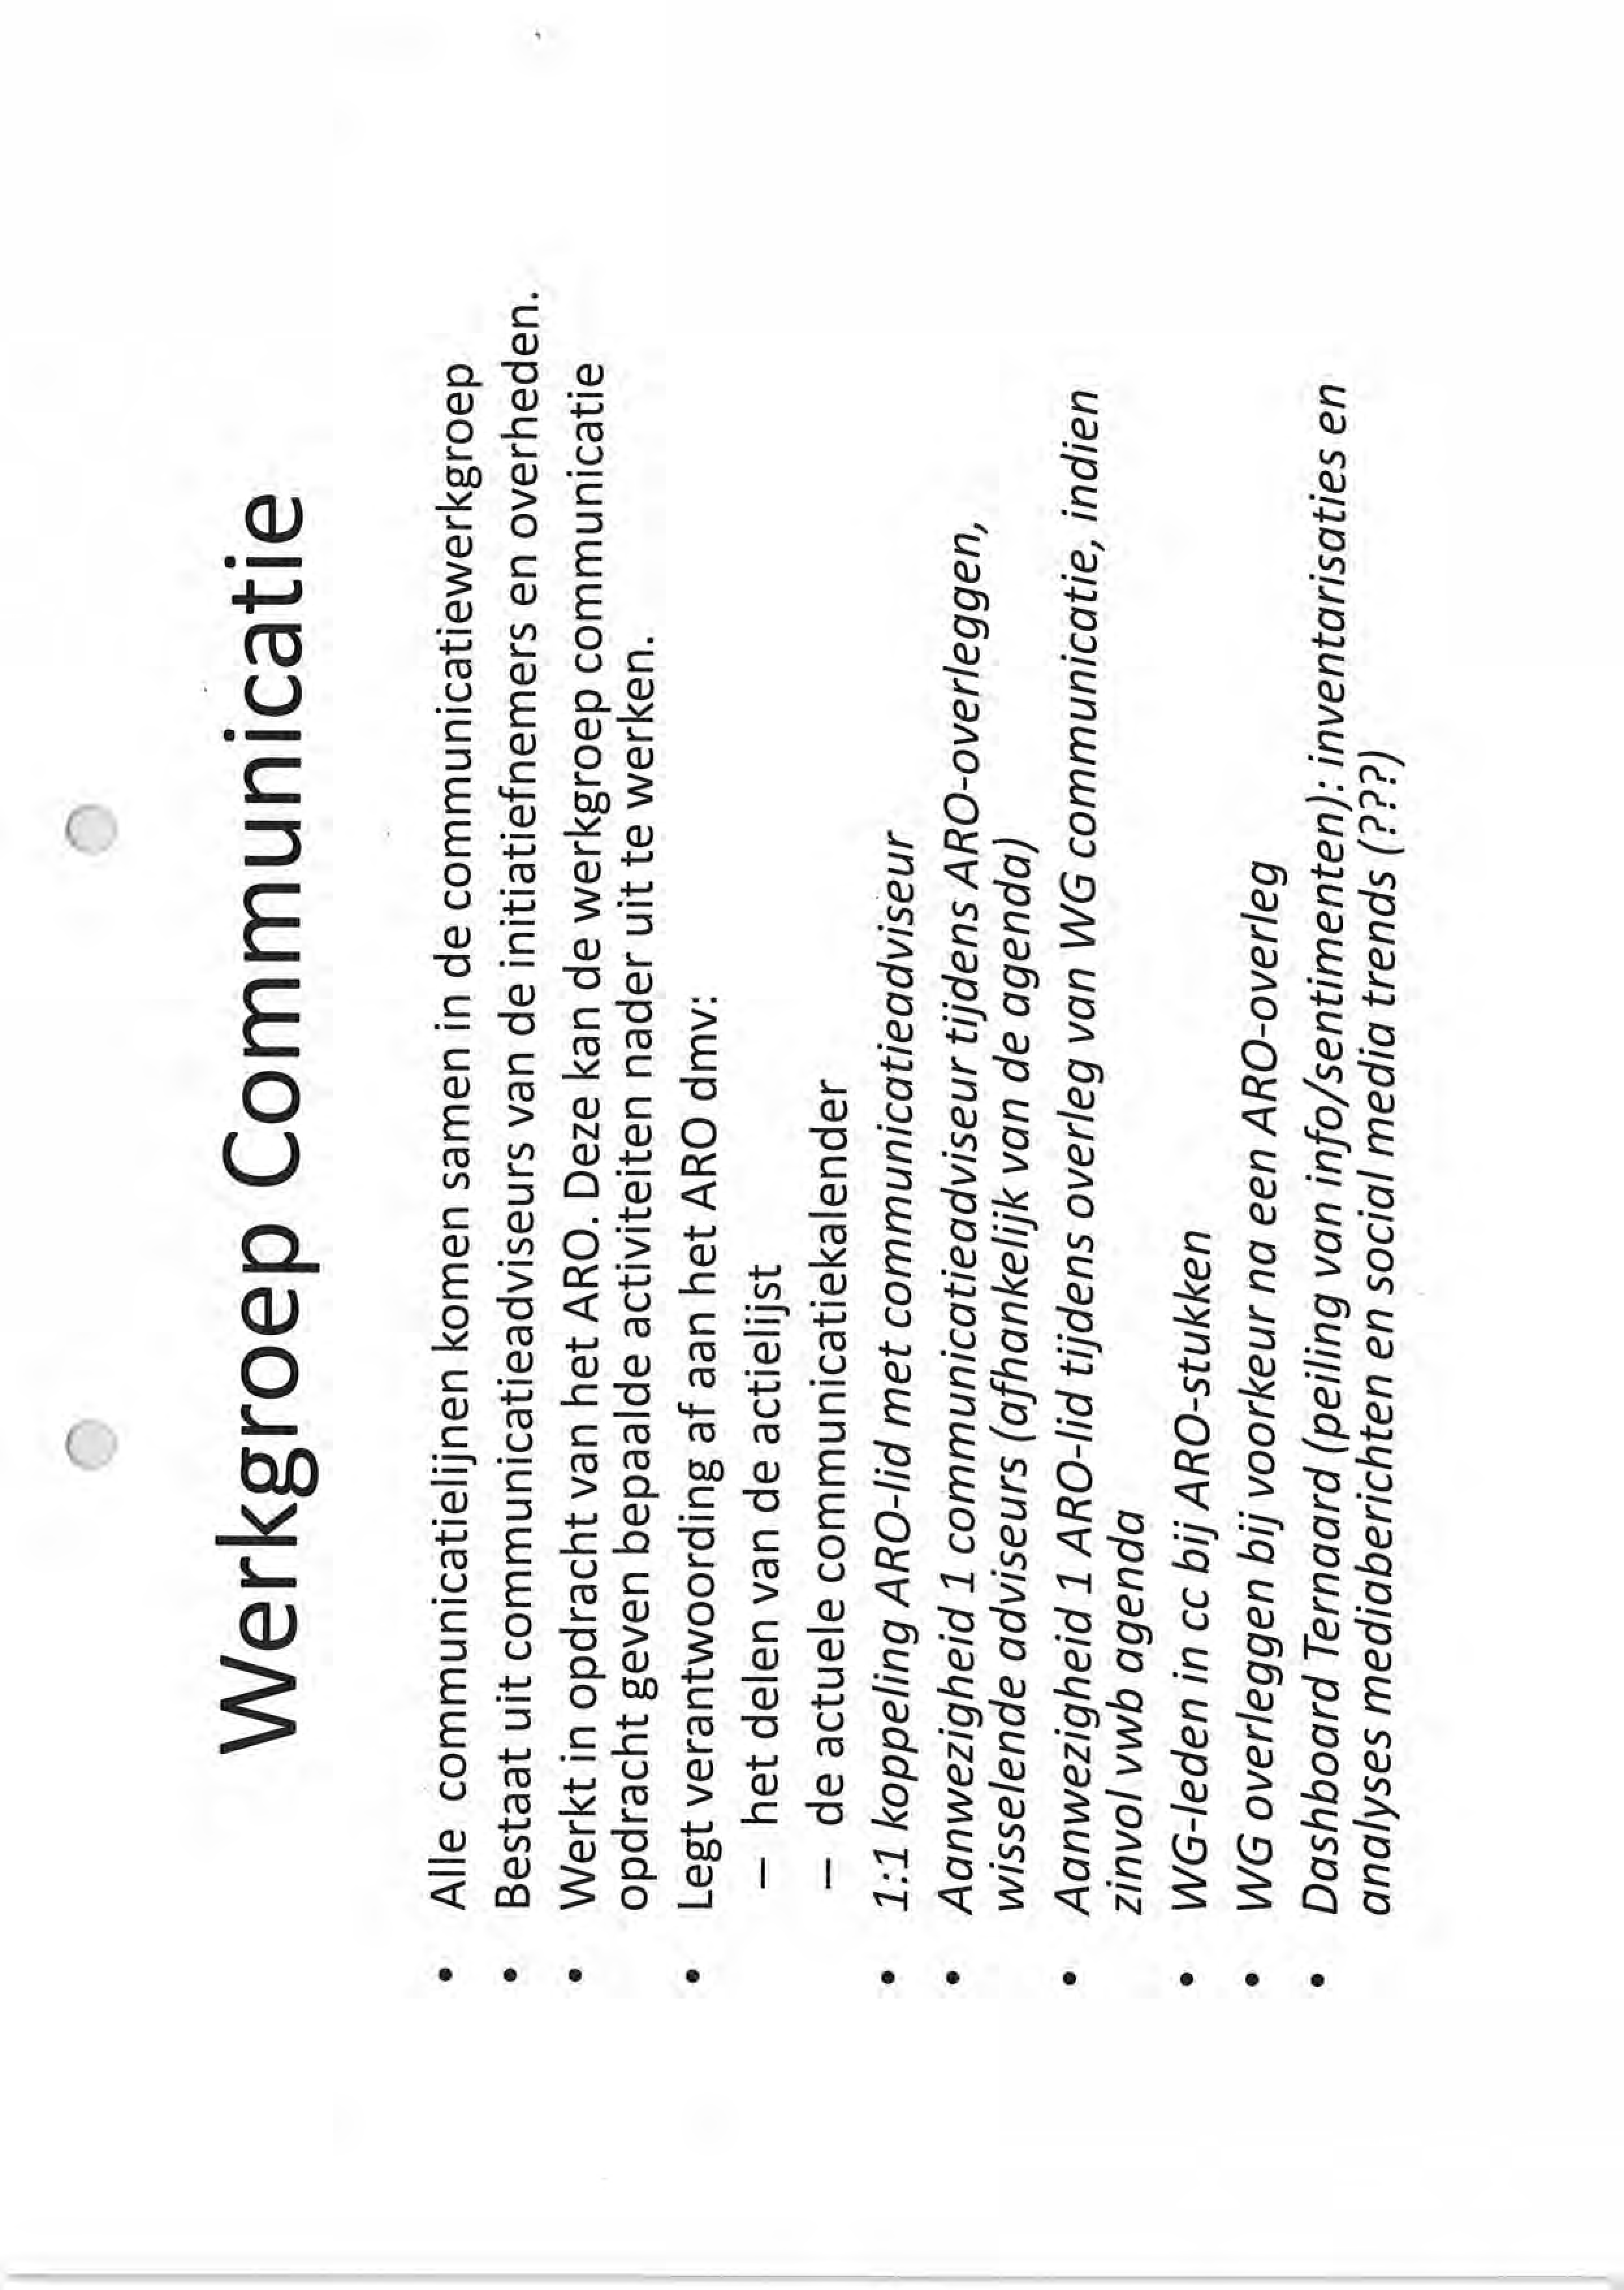 Werkgroep Communicatie
• Alle communicatielijnen komen samen in de communicatiewerkgroep
• Bestaat uit communicatieadviseurs van de initiatiefnemers en overheden.
• Werkt in opdracht van het ARO. Deze kan de werkgroep communicatie
opdracht geven bepaalde activiteiten nader uit te werken.
• Legt verantwoording af aan het ARO dmv:
– het delen van de actielijst
– de actuele communicatiekalender
• 1:1 koppeling ARO-lid met communicatieadviseur
• Aanwezigheid 1 communicatieadviseur tijdens ARO-overleggen,
wisselende adviseurs (afhankelijk van de agenda)
• Aanwezigheid 1 ARO-lid tijdens overleg van WG communicatie, indien
zinvol vwb agenda
• WG-leden in cc bij ARO-stukken
• WG overleggen bij voorkeur na een ARO-overleg
• Dashboard Ternaard (peiling van info/sentimenten): inventarisaties en
analyses mediaberichten en social media trends (???)